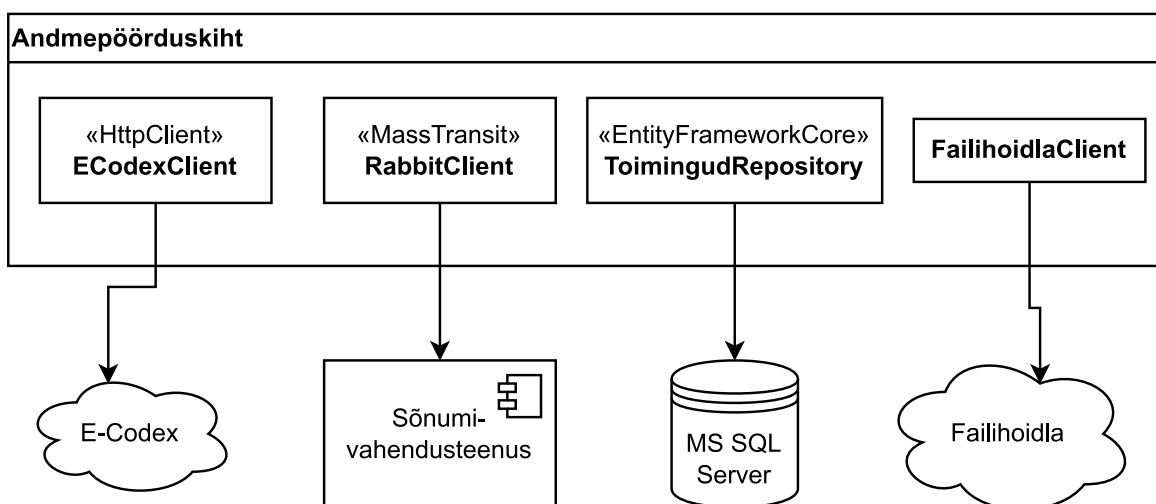 Andmepöörduskiht
«HttpClient»
ECodexClient
«MassTransit»
RabbitClient
«EntityFrameworkCore»
ToimingudRepository
FailihoidlaClient
E-Codex
Sõnumi-
vahendusteenus
MS SQL
Server
Failihoidla